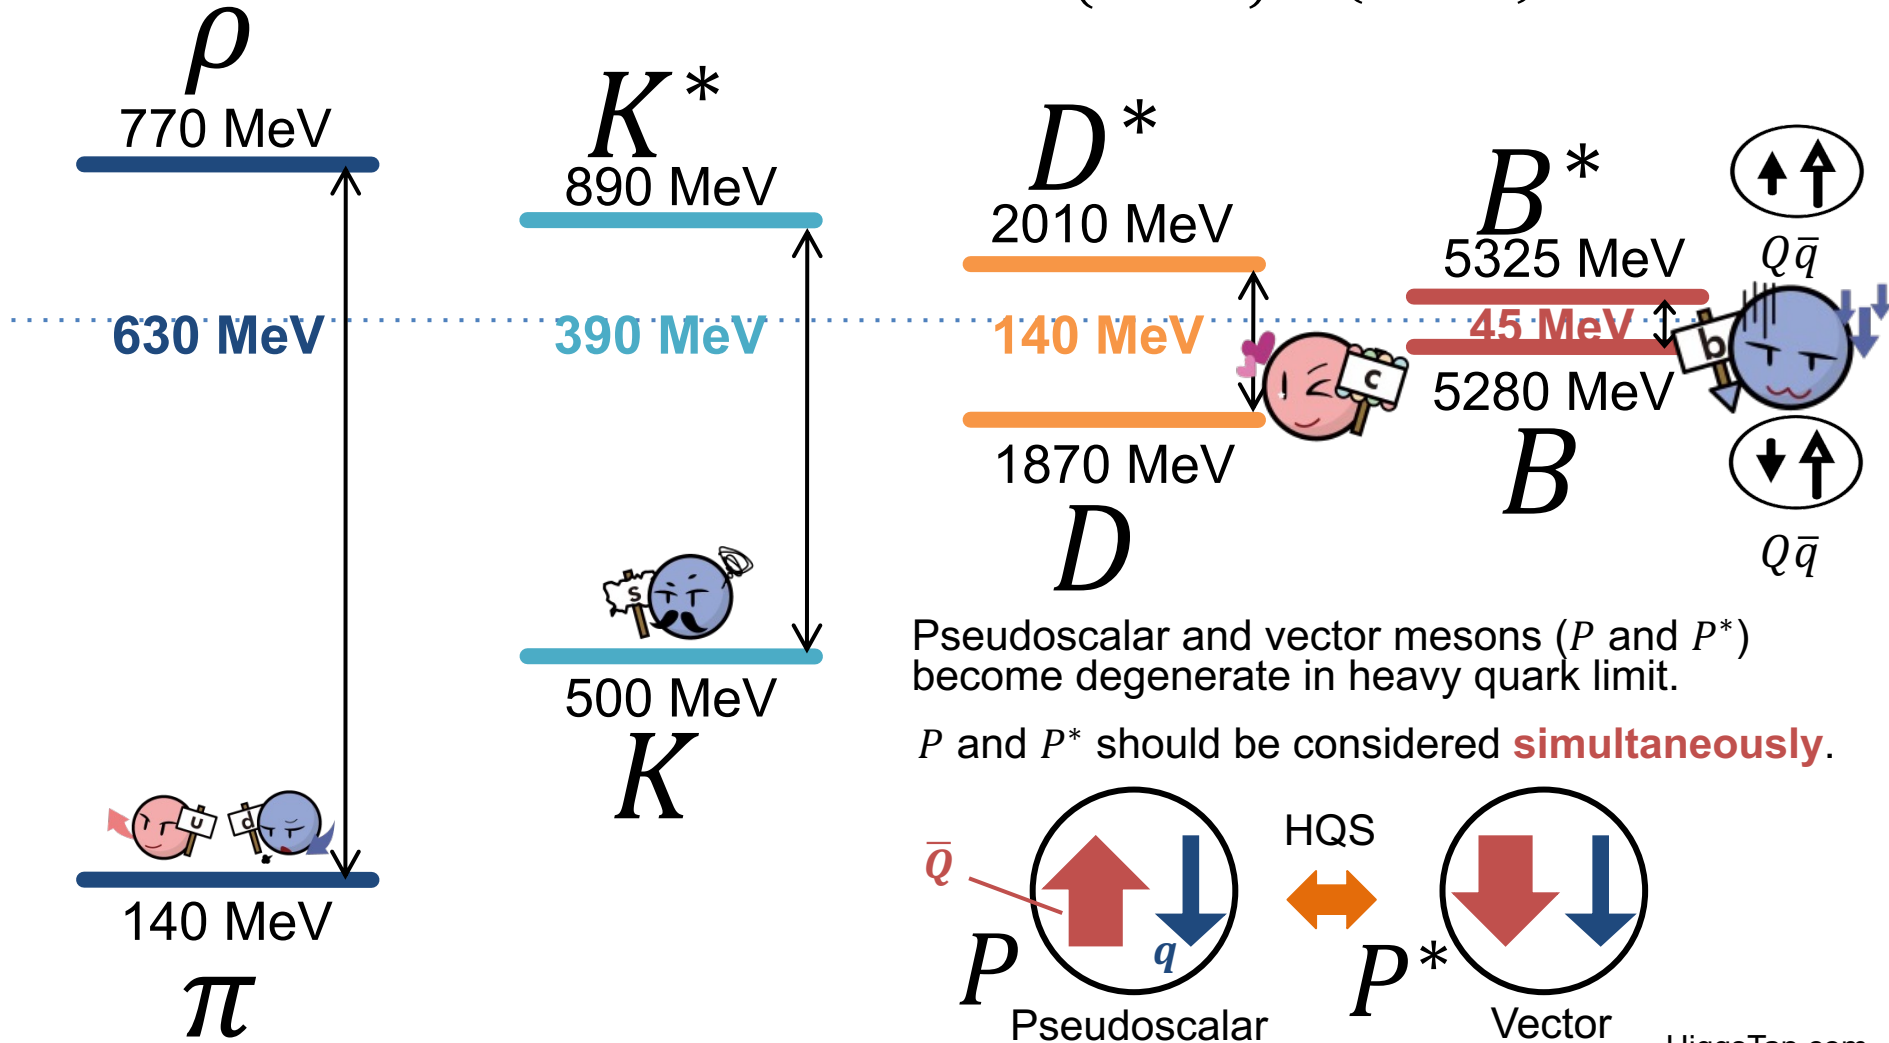 ρ
770 MeV
630 MeV
140 MeV
π
u
d
K*
890 MeV
390 MeV
s
500 MeV
K
D*
2010 MeV
140 MeV
c
1870 MeV
D
B*
5325 MeV
45 MeV
b
5280 MeV
B
Qq̄
Qq̄
Pseudoscalar and vector mesons (P and P*)
become degenerate in heavy quark limit.
P and P* should be considered simultaneously.
Q̄
q
P
Pseudoscalar
HQS
P*
Vector
HiggsTan.com